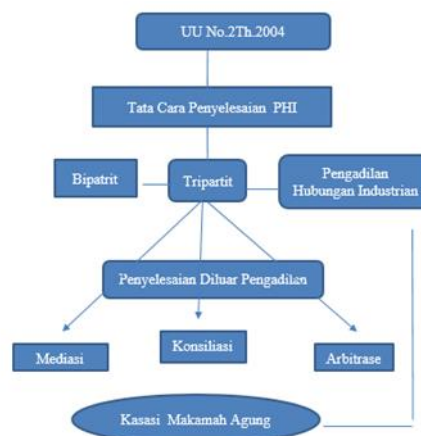 UU No.2Th.2004
Tata Cara Penyelesaian PHI
Bipatrit
Tripartit
Pengadilan
Hubungan Industrian
Penyelesaian Diluar Pengadilan
Mediasi
Konsiliasi
Arbitrase
Kasasi Makamah Agung